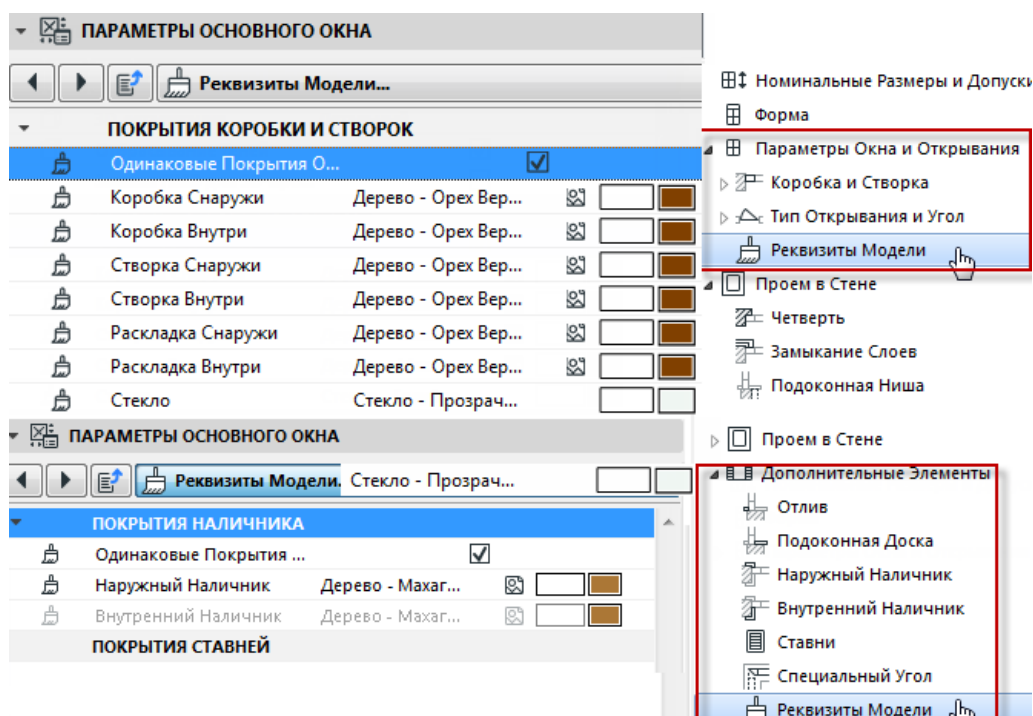 ПАРАМЕТРЫ ОСНОВНОГО ОКНА
Реквизиты Модели...
ПОКРЫТИЯ КОРОБКИ И СТВОРОК
Одинаковые Покрытия О...
Коробка Снаружи Дерево - Орех Вер...
Коробка Внутри Дерево - Орех Вер...
Створка Снаружи Дерево - Орех Вер...
Створка Внутри Дерево - Орех Вер...
Раскладка Снаружи Дерево - Орех Вер...
Раскладка Внутри Дерево - Орех Вер...
Стекло Стекло - Прозрач...
ПАРАМЕТРЫ ОСНОВНОГО ОКНА
Реквизиты Модели. Стекло - Прозрач...
ПОКРЫТИЯ НАЛИЧНИКА
Одинаковые Покрытия ...
Наружный Наличник Дерево - Махаг...
Внутренний Наличник Дерево - Махаг...
ПОКРЫТИЯ СТАВНЕЙ
Номинальные Размеры и Допуски
Форма
Параметры Окна и Открывания
Коробка и Створка
Тип Открывания и Угол
Реквизиты Модели
Проем в Стене
Четверть
Замыкание Слоев
Подоконная Ниша
Проем в Стене
Дополнительные Элементы
Отлив
Подоконная Доска
Наружный Наличник
Внутренний Наличник
Ставни
Специальный Угол
Реквизиты Модели